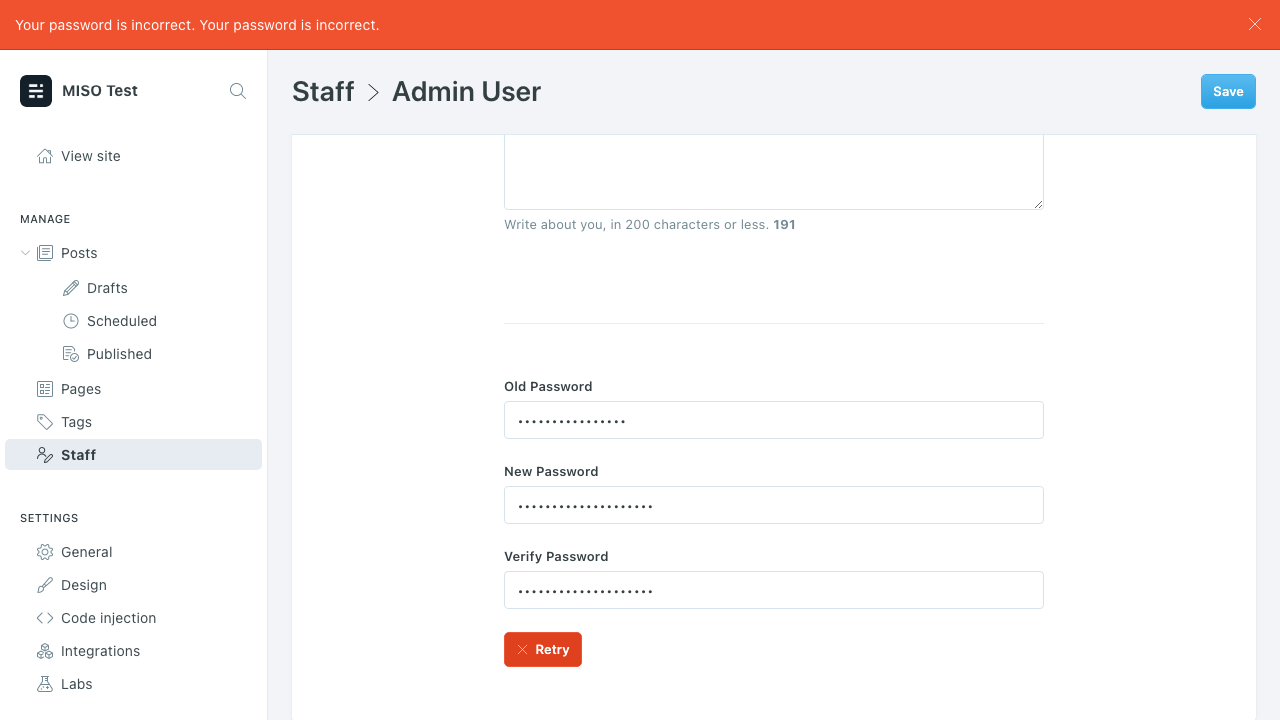 Your password is incorrect. Your password is incorrect.
MISO Test
View site
MANAGE
Posts
Drafts
Scheduled
Published
Pages
Tags
Staff
SETTINGS
General
Design
Code injection
Integrations
Labs
Staff > Admin User
Save
Write about you, in 200 characters or less. 191
Old Password
••••••••••••••••
New Password
••••••••••••••••••••
Verify Password
••••••••••••••••••••
Retry